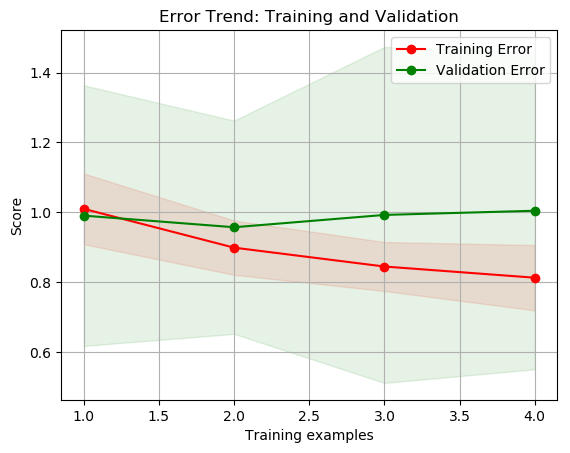 Error Trend: Training and Validation
Training Error
Validation Error
Score
1.4
1.2
1.0
0.8
0.6
1.0
1.5
2.0
2.5
3.0
3.5
4.0
Training examples